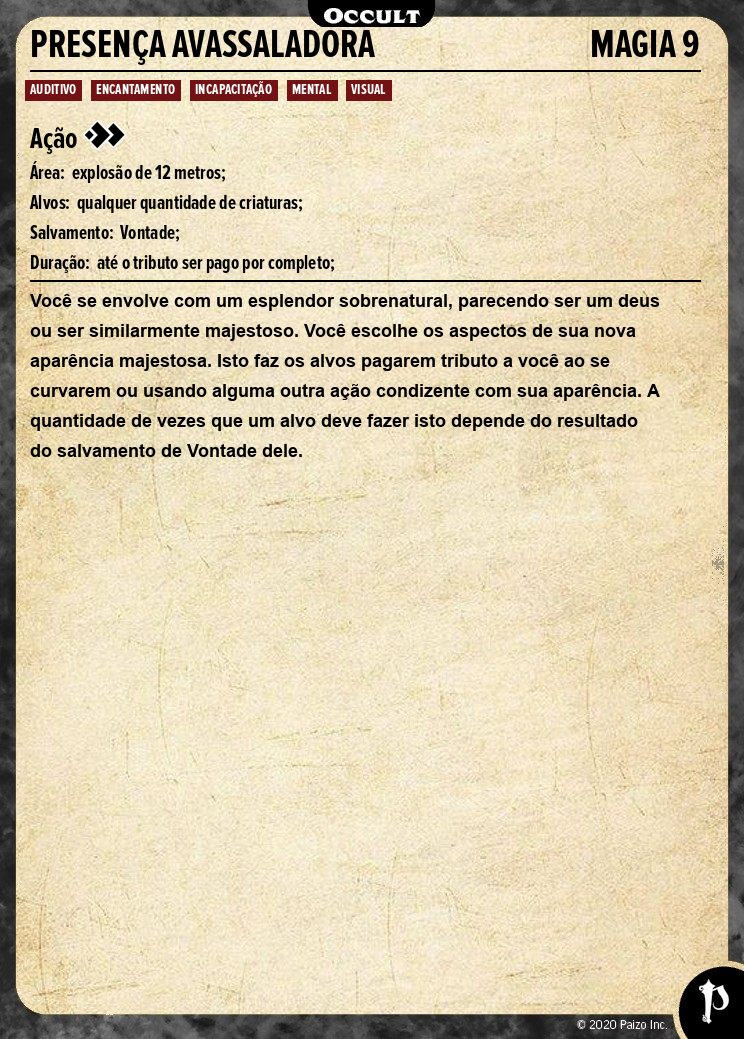 OCCULT
PRESENÇA AVASSALADORA MAGIA 9
AUDITIVO ENCANTAMENTO INCAPACITAÇÃO MENTAL VISUAL
Ação
Área: explosão de 12 metros;
Alvos: qualquer quantidade de criaturas;
Salvamento: Vontade;
Duração: até o tributo ser pago por completo;
Você se envolve com um esplendor sobrenatural, parecendo ser um deus
ou ser similarmente majestoso. Você escolhe os aspectos de sua nova
aparência majestosa. Isto faz os alvos pagarem tributo a você ao se
curvarem ou usando alguma outra ação condizente com sua aparência. A
quantidade de vezes que um alvo deve fazer isto depende do resultado
do salvamento de Vontade dele.
© 2020 Paizo Inc.
P